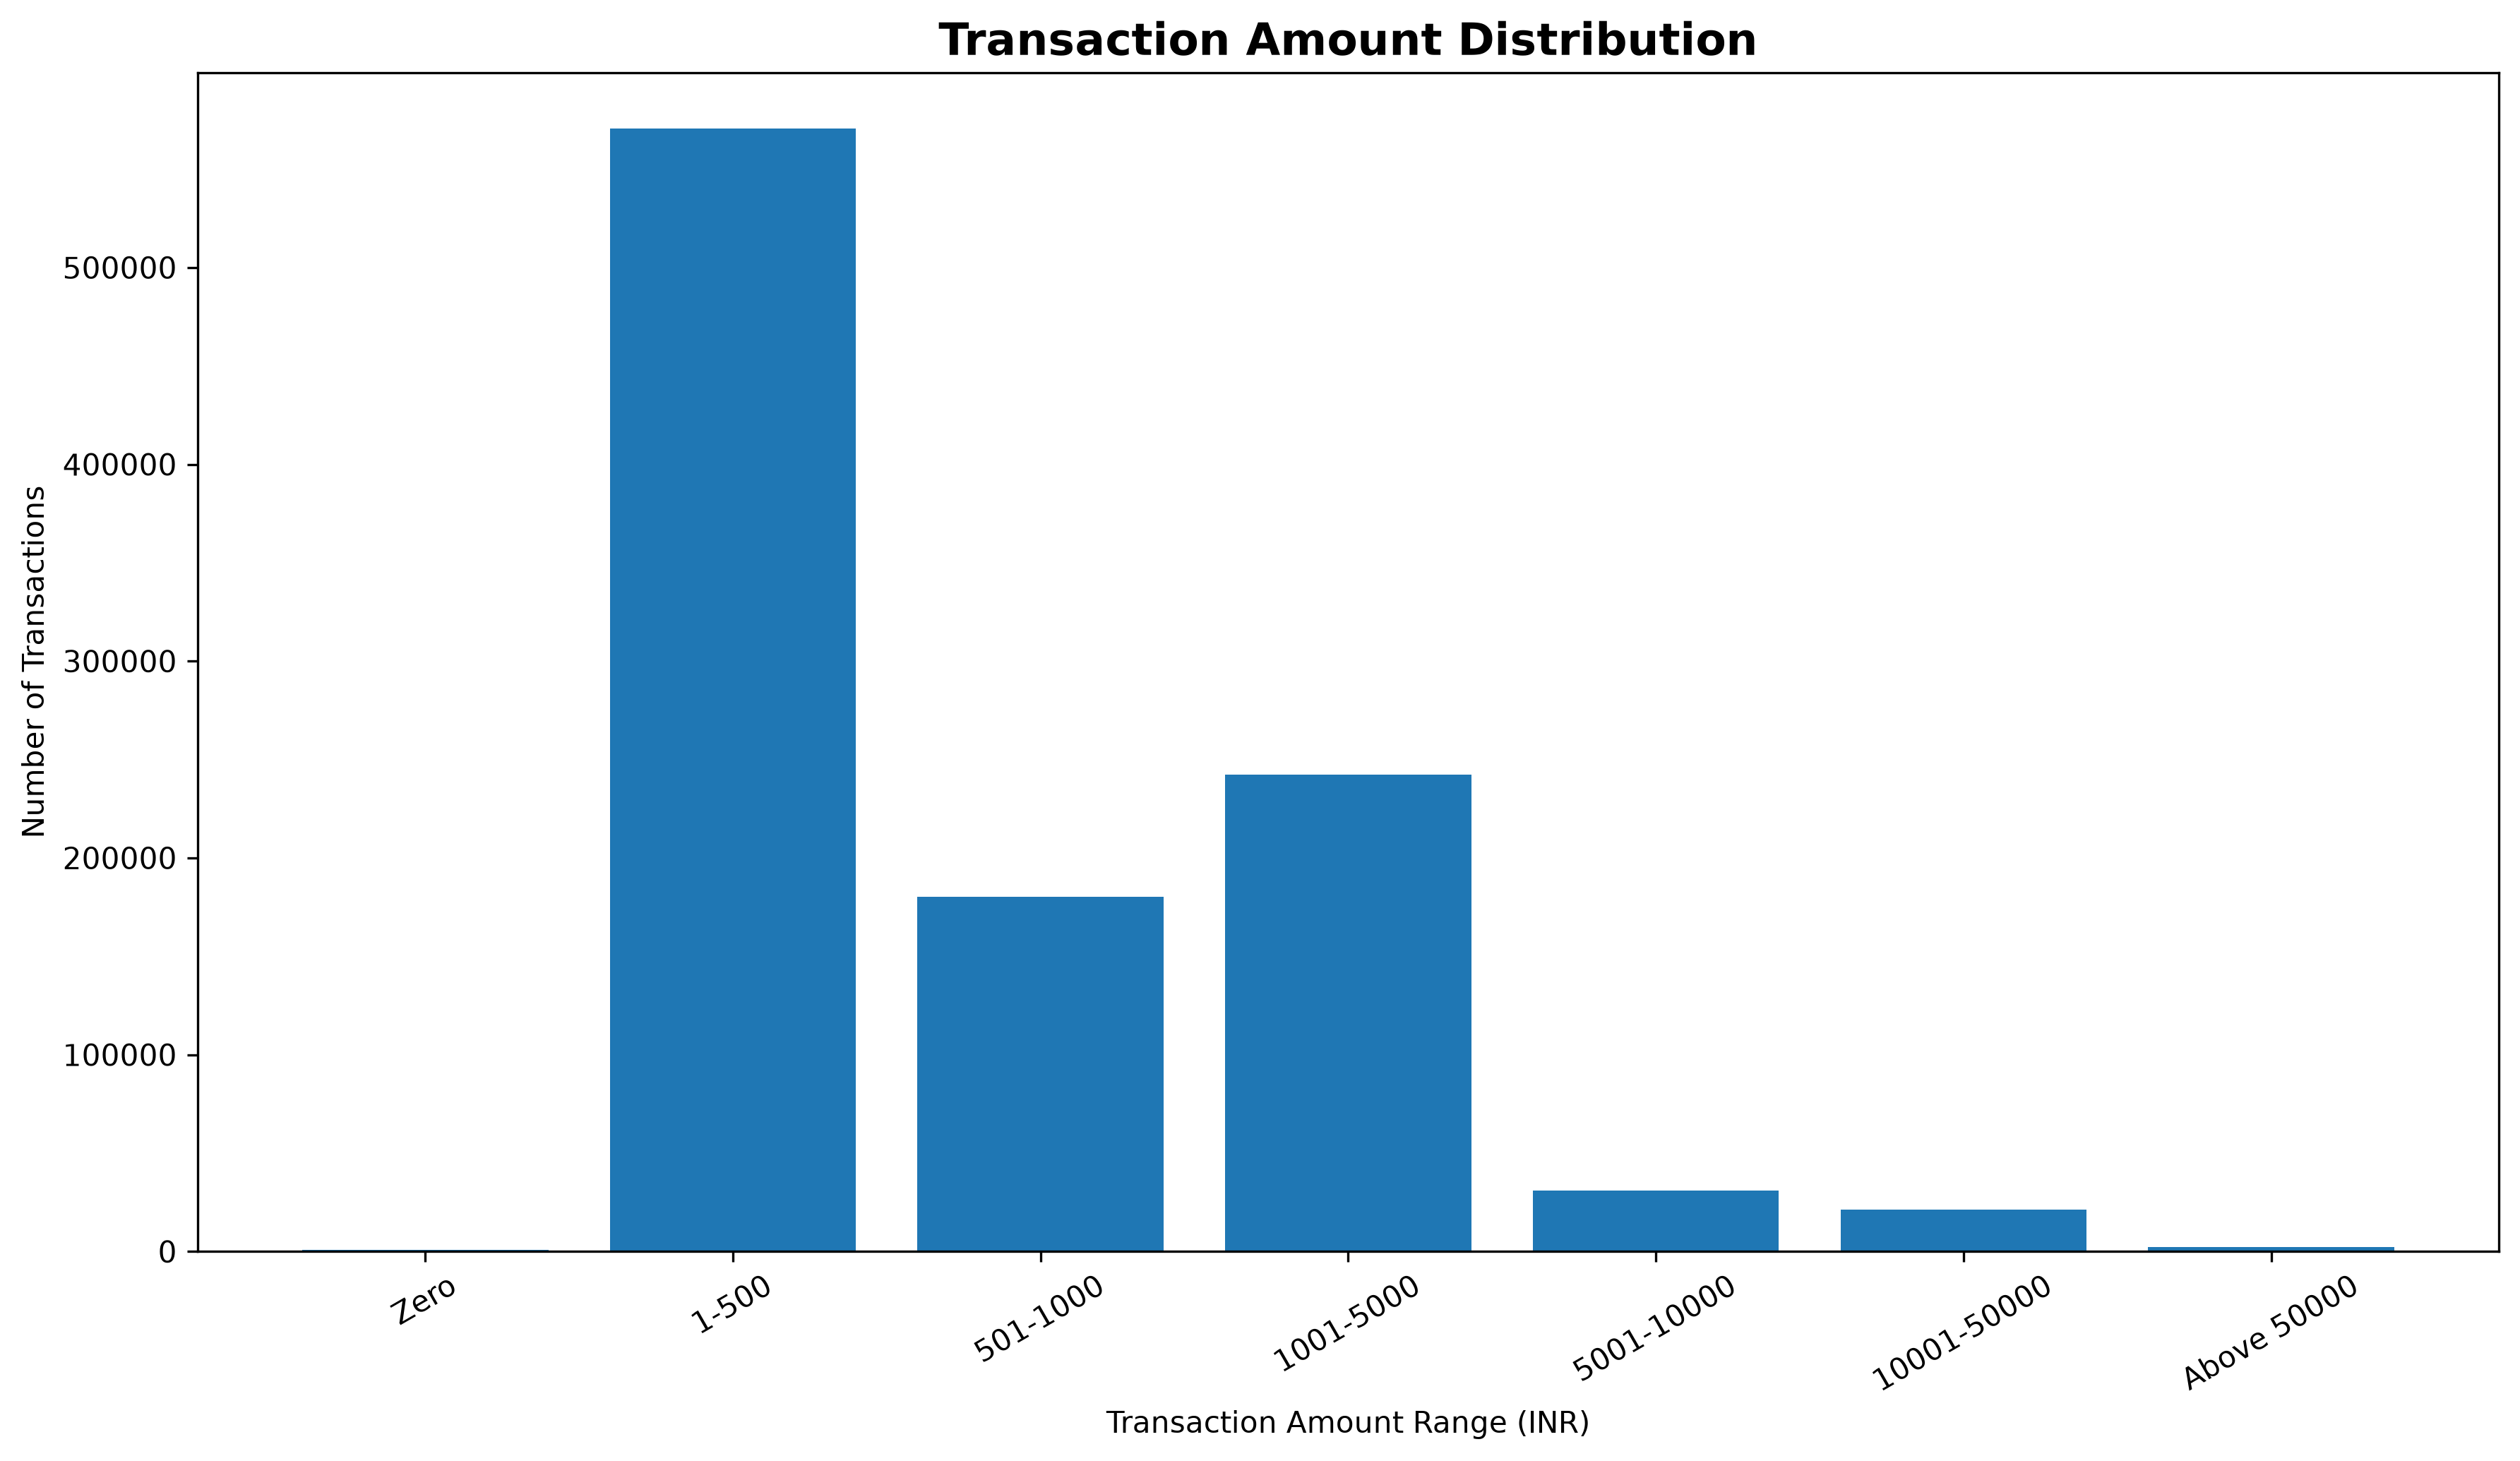 Transaction Amount Distribution
Number of Transactions
500000
400000
300000
200000
100000
0
Zero
1-500
501-1000
1001-5000
5001-10000
10001-50000
Above 50000
Transaction Amount Range (INR)